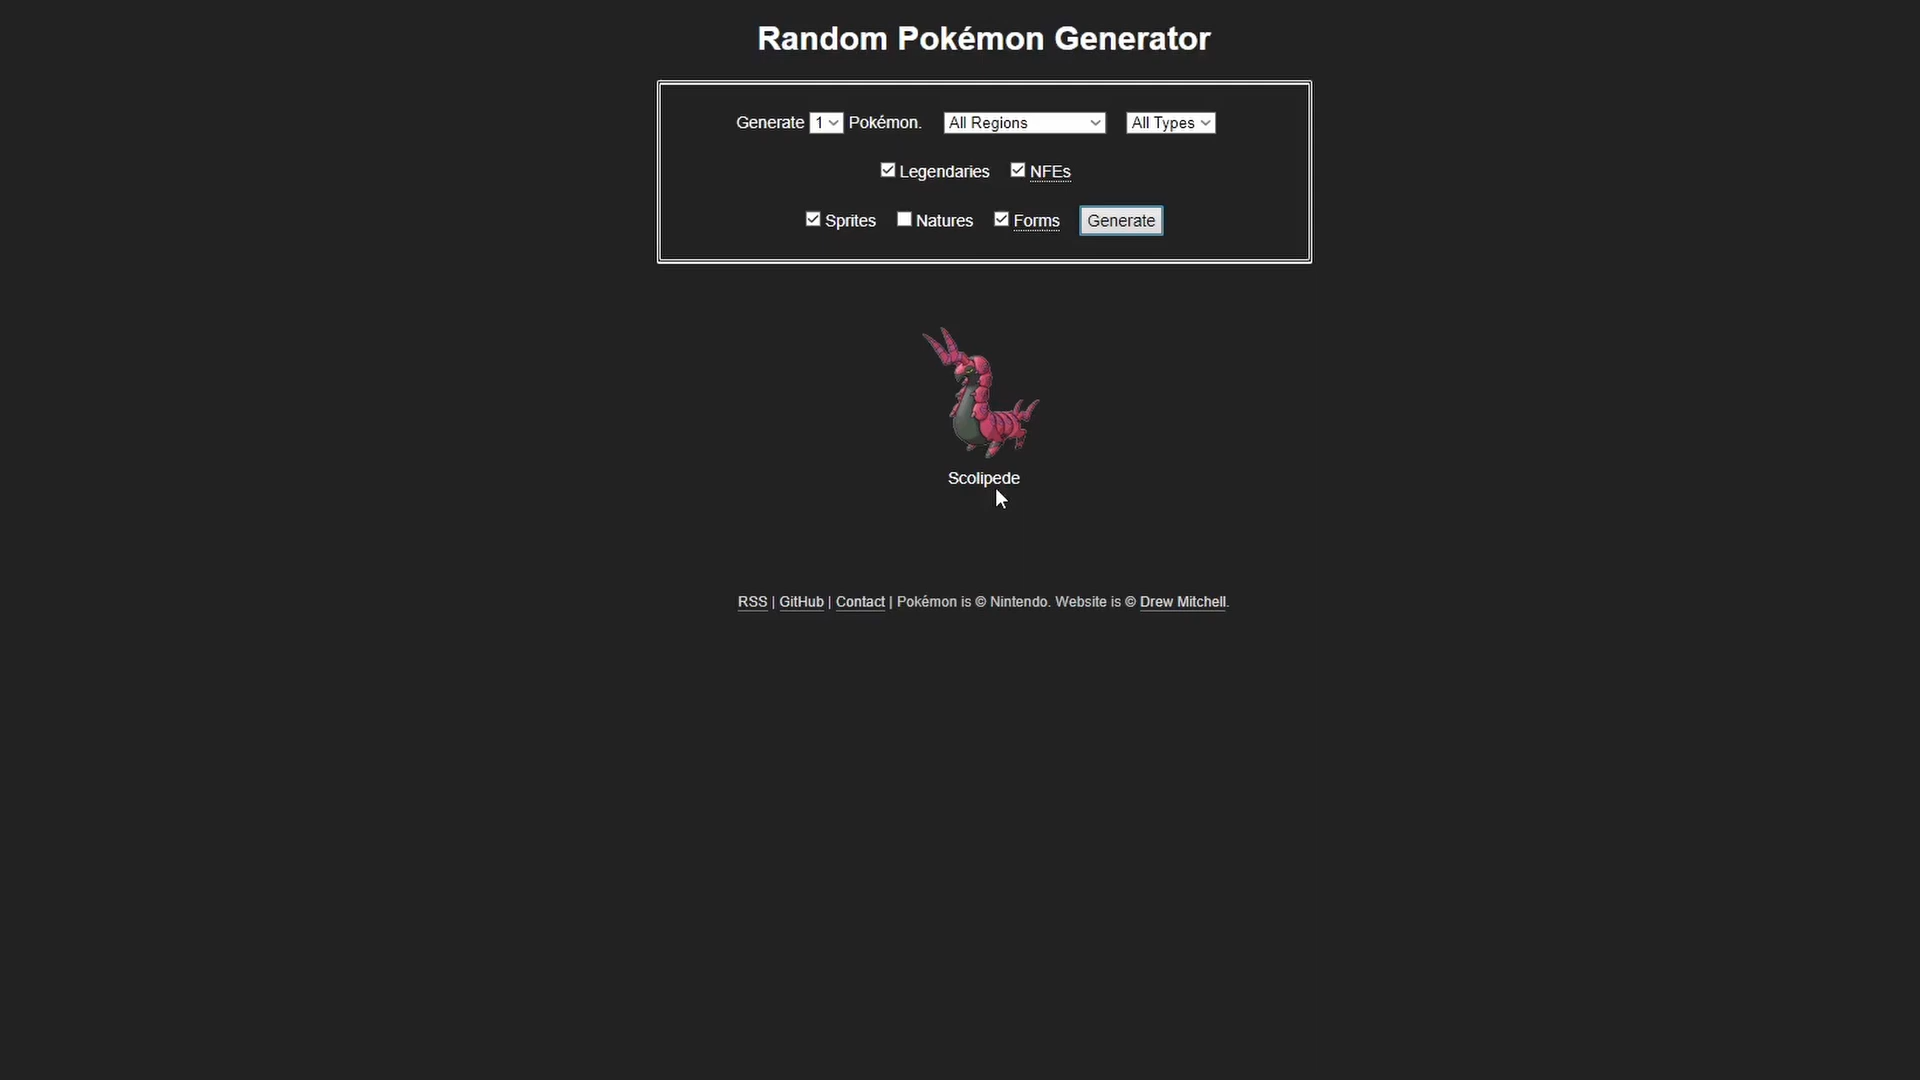 Random Pokémon Generator
Generate 1 Pokémon. All Regions All Types
Legendaries NFEs
Sprites Natures Forms Generate
Scolipede
RSS | GitHub | Contact | Pokémon is © Nintendo. Website is © Drew Mitchell.